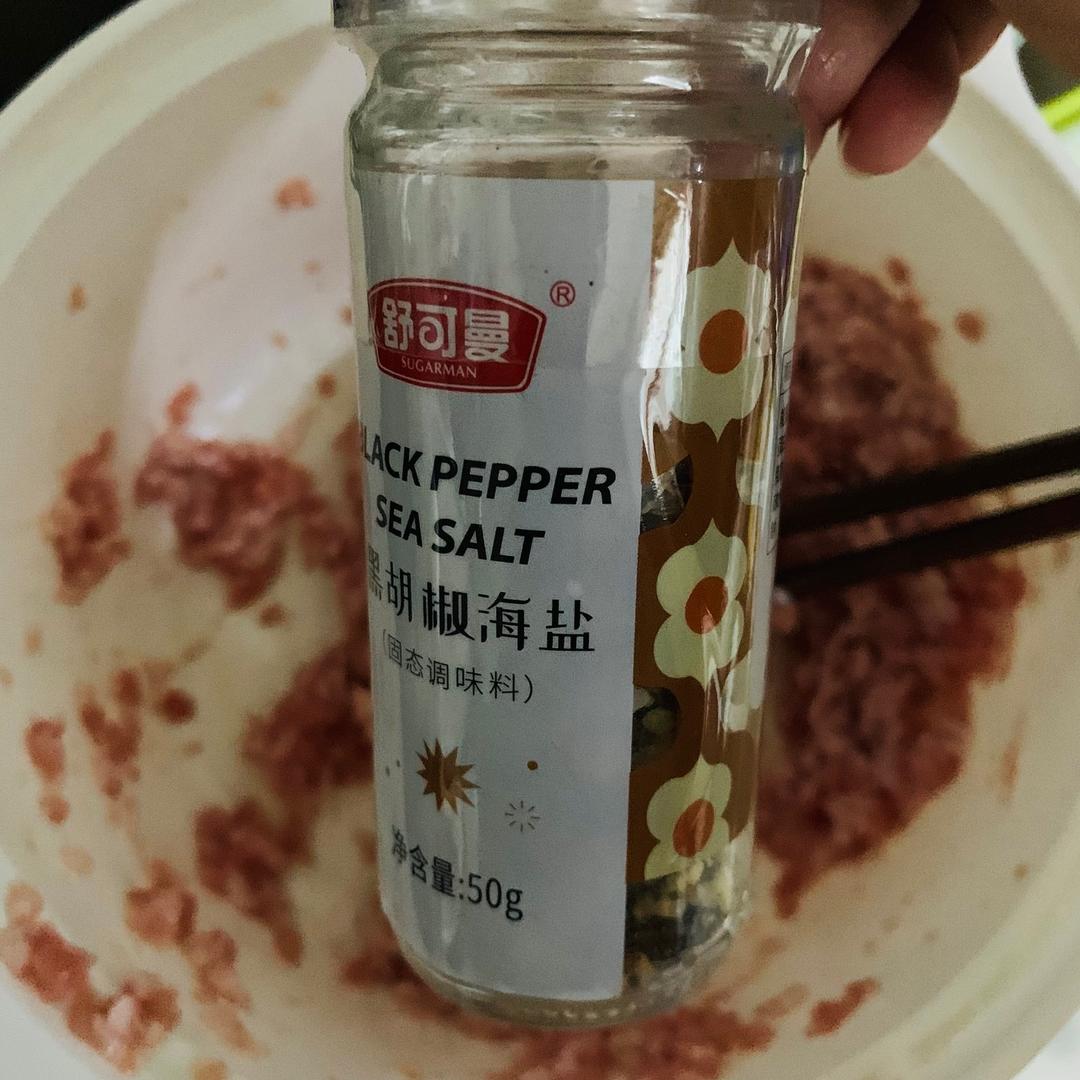 舒可曼
®
SUGARMAN
BLACK PEPPER
SEA SALT
黑胡椒海盐
(固态调味料)
净含量:50g